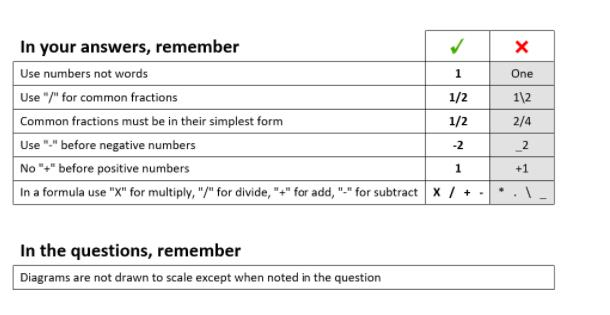 In your answers, remember ✓ ×
Use numbers not words 1 One
Use "/" for common fractions 1/2 1\2
Common fractions must be in their simplest form 1/2 2/4
Use "-" before negative numbers -2 _2
No "+" before positive numbers 1 +1
In a formula use "X" for multiply, "/" for divide, "+" for add, "-" for subtract X / + - * . \ _
In the questions, remember
Diagrams are not drawn to scale except when noted in the question